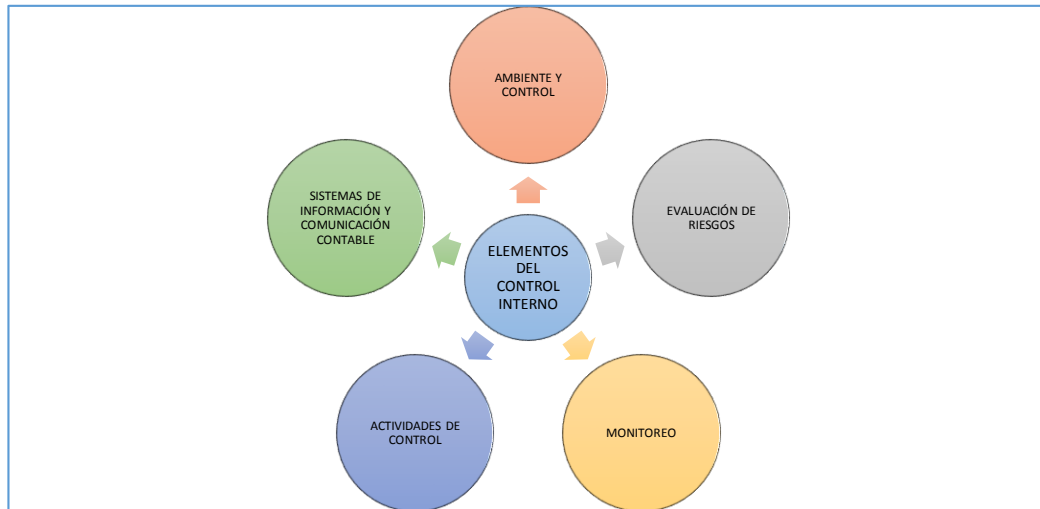 AMBIENTE Y
CONTROL
SISTEMAS DE
INFORMACIÓN Y
COMUNICACIÓN
CONTABLE
EVALUACIÓN DE
RIESGOS
ELEMENTOS
DEL
CONTROL
INTERNO
ACTIVIDADES DE
CONTROL
MONITOREO